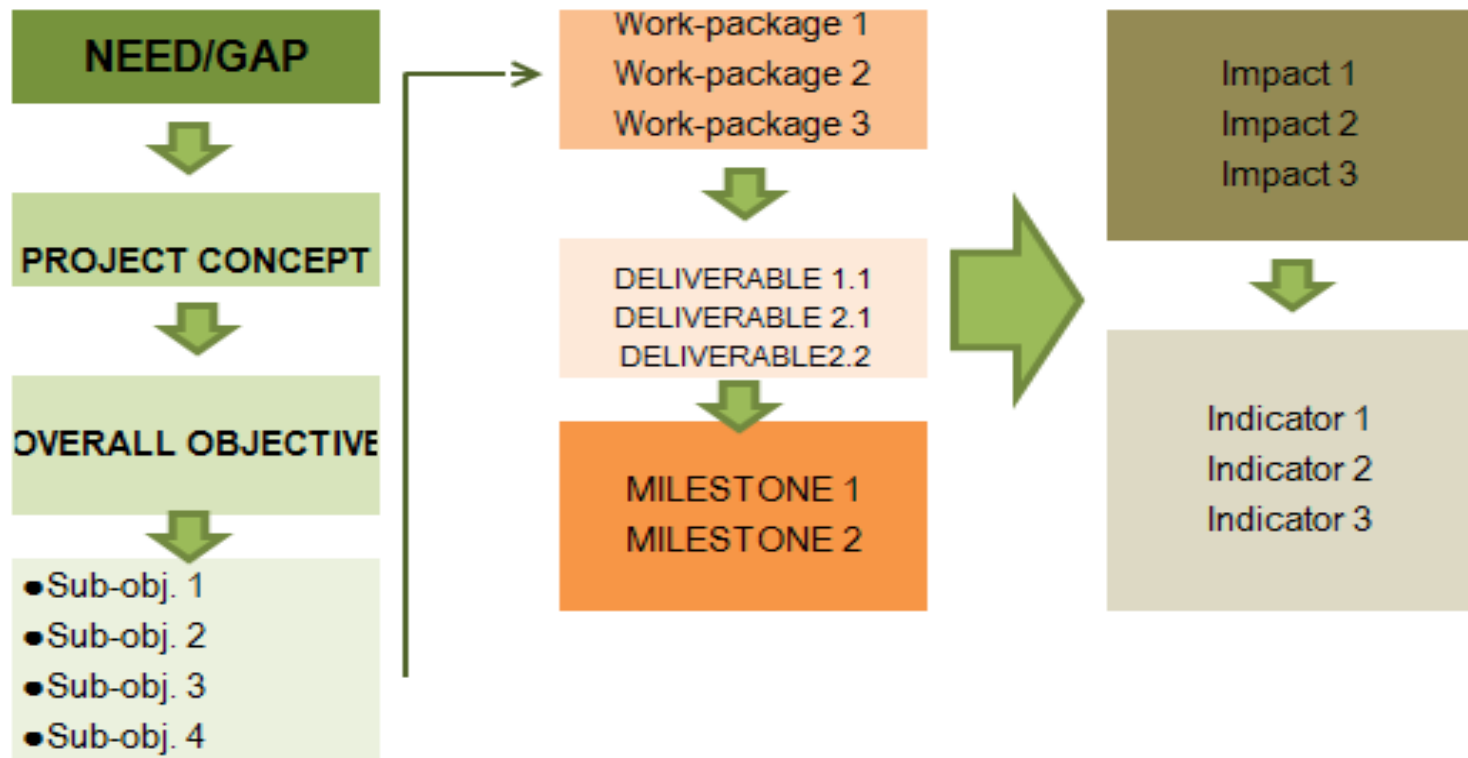 NEED/GAP
PROJECT CONCEPT
OVERALL OBJECTIVE
●Sub-obj. 1
●Sub-obj. 2
●Sub-obj. 3
●Sub-obj. 4
Work-package 1
Work-package 2
Work-package 3
DELIVERABLE 1.1
DELIVERABLE 2.1
DELIVERABLE2.2
MILESTONE 1
MILESTONE 2
Impact 1
Impact 2
Impact 3
Indicator 1
Indicator 2
Indicator 3